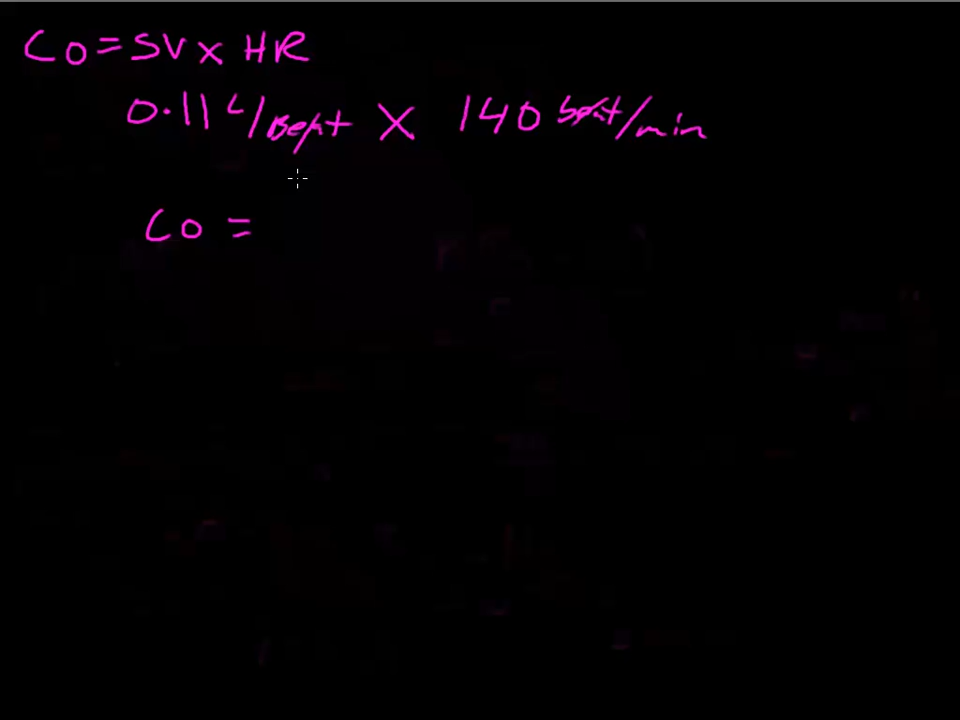 CO = SV x HR
0.11 L/Beat X 140 beat/min
CO =